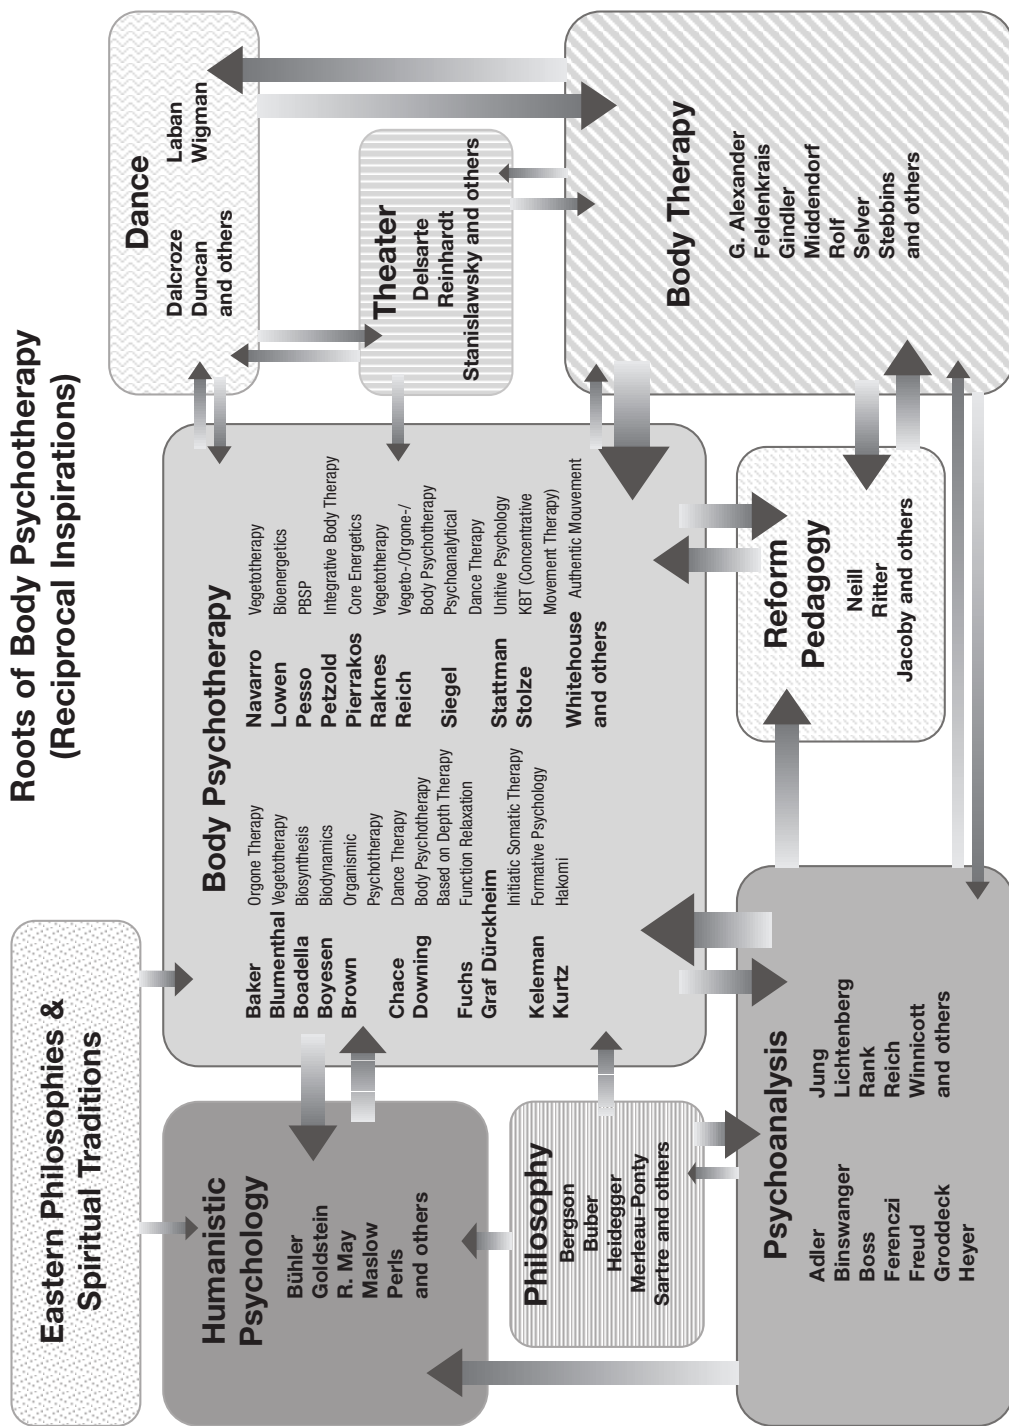 Roots of Body Psychotherapy
(Reciprocal Inspirations)
Eastern Philosophies &
Spiritual Traditions
Humanistic
Psychology
Bühler
Goldstein
R. May
Maslow
Perls
and others
Philosophy
Bergson
Buber
Heidegger
Merleau-Ponty
Sartre and others
Psychoanalysis
Adler
Binswanger
Boss
Ferenczi
Freud
Groddeck
Heyer
Jung
Lichtenberg
Rank
Reich
Winnicott
and others
Body Psychotherapy
Baker Orgone Therapy
Blumenthal Vegetotherapy
Boadella Biosynthesis
Boyesen Biodynamics
Brown Organismic
Psychotherapy
Chace Dance Therapy
Downing Body Psychotherapy
Based on Depth Therapy
Fuchs Function Relaxation
Graf Dürckheim
Initiatic Somatic Therapy
Keleman Formative Psychology
Kurtz Hakomi
Navarro Vegetotherapy
Lowen Bioenergetics
Pesso PBSP
Petzold Integrative Body Therapy
Pierrakos Core Energetics
Raknes Vegetotherapy
Reich Vegeto-/Orgone-/
Body Psychotherapy
Siegel Psychoanalytical
Dance Therapy
Stattman Unitive Psychology
Stolze KBT (Concentrative
Movement Therapy)
Whitehouse Authentic Mouvement
and others
Dance
Dalcroze
Duncan
and others
Laban
Wigman
Theater
Delsarte
Reinhardt
Stanislawsky and others
Reform
Pedagogy
Neill
Ritter
Jacoby and others
Body Therapy
G. Alexander
Feldenkrais
Gindler
Middendorf
Rolf
Selver
Stebbins
and others